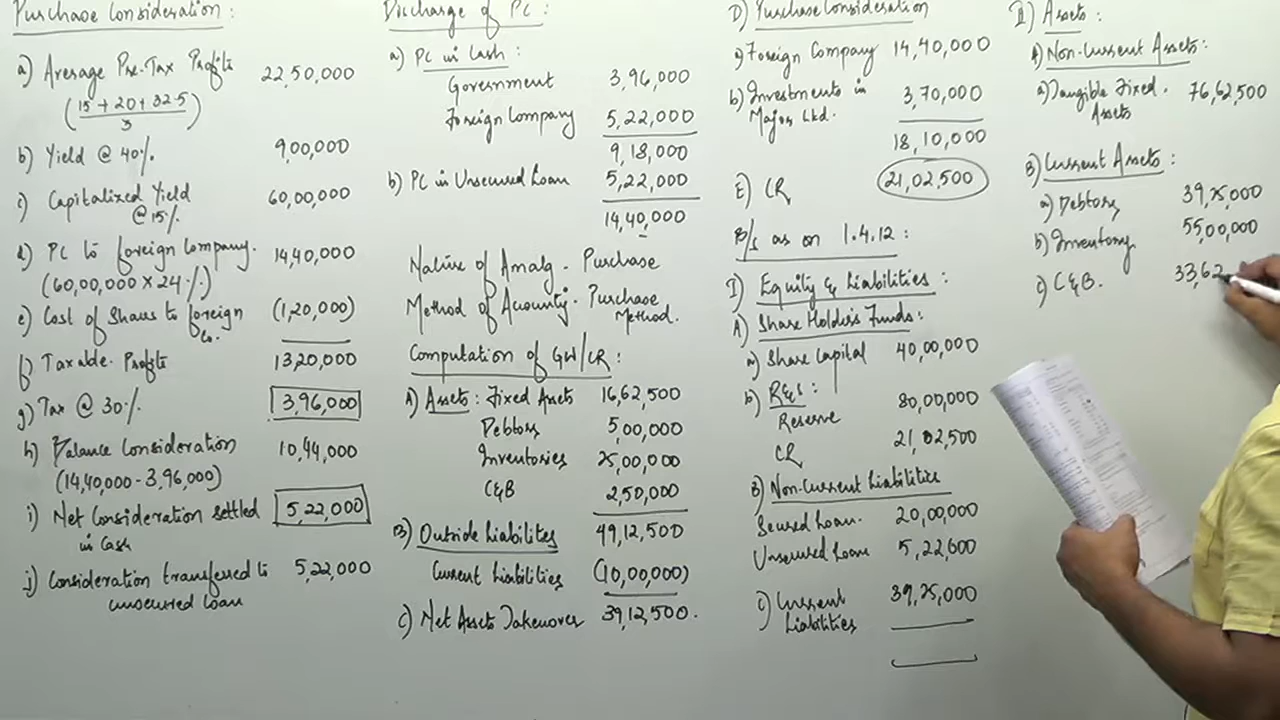 Purchase Consideration:
a) Average Pre-Tax Profits 22,50,000
(15 + 20 + 32.5 / 3)
b) Yield @ 40% 9,00,000
c) Capitalized Yield 60,00,000
@ 15%
d) PC to foreign Company. 14,40,000
(60,00,000 x 24%)
e) Cost of Shares to foreign (1,20,000)
Co.
f) Taxable Profits 1320,000
g) Tax @ 30% 3,96,000
h) Balance Consideration 10,44,000
(14,40,000 - 3,96,000)
i) Net Consideration settled 5,22,000
in Cash
j) Consideration transferred to 5,22,000
unsecured loan
Discharge of PC:
a) PC in Cash:
Government 3,96,000
Foreign Company 5,22,000
9,18,000
b) PC in Unsecured Loan 5,22,000
14,40,000
Nature of Amalg. Purchase
Method of Accounting. Purchase
Method.
Computation of GW/CR:
A) Assets: Fixed Assets 16,62,500
Debtors 5,00,000
Inventories 25,00,000
C&B 2,50,000
49,12,500
B) Outside Liabilities
Current Liabilities (10,00,000)
C) Net Assets Takeover 39,12,500.
D) Purchase Consideration
a) Foreign Company 14,40,000
b) Investments in 3,70,000
Major Ltd.
18,10,000
E) CR 21,02,500
B/S as on 1.4.12:
I) Equity & Liabilities:
A) Share Holder's Funds:
a) Share Capital 40,00,000
b) R&S:
Reserve 80,00,000
CR 21,02,500
B) Non-Current Liabilities
Secured Loan. 20,00,000
Unsecured Loan 5,22,000
C) Current 39,25,000
Liabilities
II) Assets:
A) Non-Current Assets:
a) Tangible Fixed. 76,62,500
Assets
B) Current Assets:
a) Debtors 39,25,000
b) Inventory 55,00,000
c) C&B. 33,62